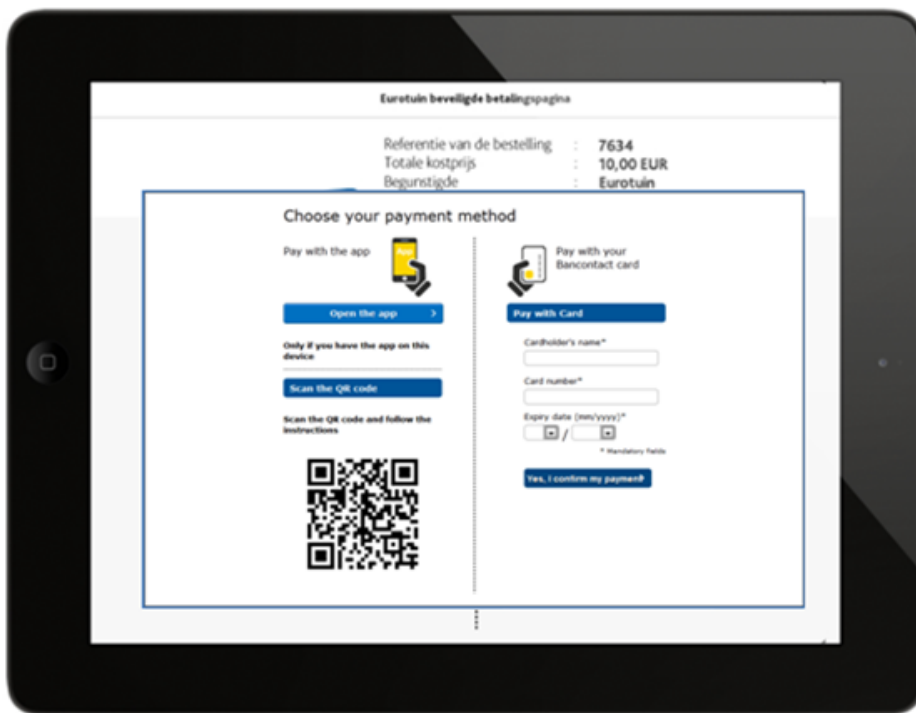 Eurotuin beveiligde betalingspagina
Referentie van de bestelling : 7634
Totale kostprijs : 10,00 EUR
Begunstigde : Eurotuin
Choose your payment method
Pay with the app
App
Open the app >
Only if you have the app on this
device
Scan the QR code
Scan the QR code and follow the
instructions
Pay with your
Bancontact card
Pay with Card
Cardholder's name*
Card number*
Expiry date (mm/yyyy)*
/
* Mandatory Fields
Yes, I confirm my payment